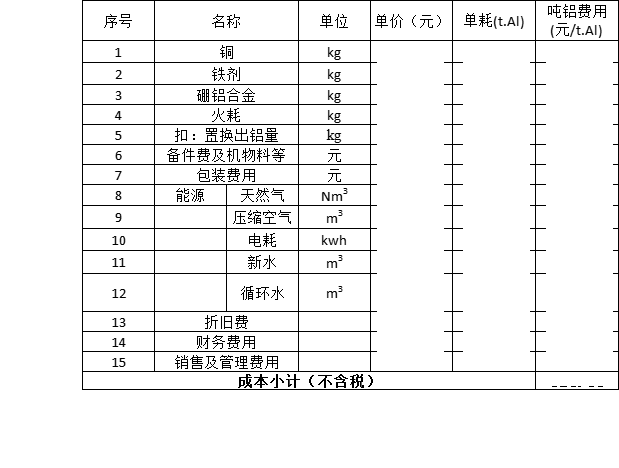 序号 名称 单位 单价（元） 单耗(t.Al) 吨铝费用
(元/t.Al)
1 铜 kg
2 铁剂 kg
3 硼铝合金 kg
4 火耗 kg
5 扣：置换出铝量 kg
6 备件费及机物料等 元
7 包装费用 元
8 能源 天然气 Nm³
9 压缩空气 m³
10 电耗 kwh
11 新水 m³
12 循环水 m³
13 折旧费
14 财务费用
15 销售及管理费用
成本小计（不含税）